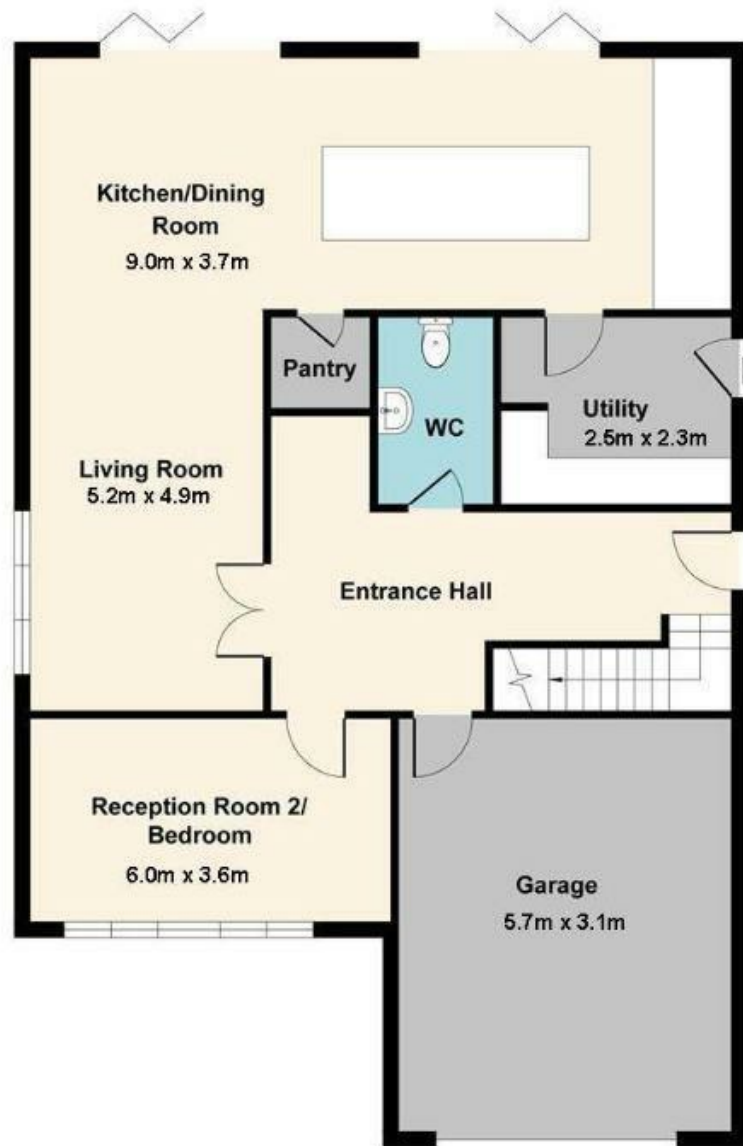 Kitchen/Dining
Room
9.0m x 3.7m
Pantry
WC
Utility
2.5m x 2.3m
Living Room
5.2m x 4.9m
Entrance Hall
Reception Room 2/
Bedroom
6.0m x 3.6m
Garage
5.7m x 3.1m